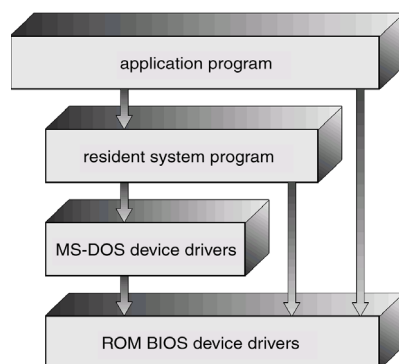 application program
resident system program
MS-DOS device drivers
ROM BIOS device drivers